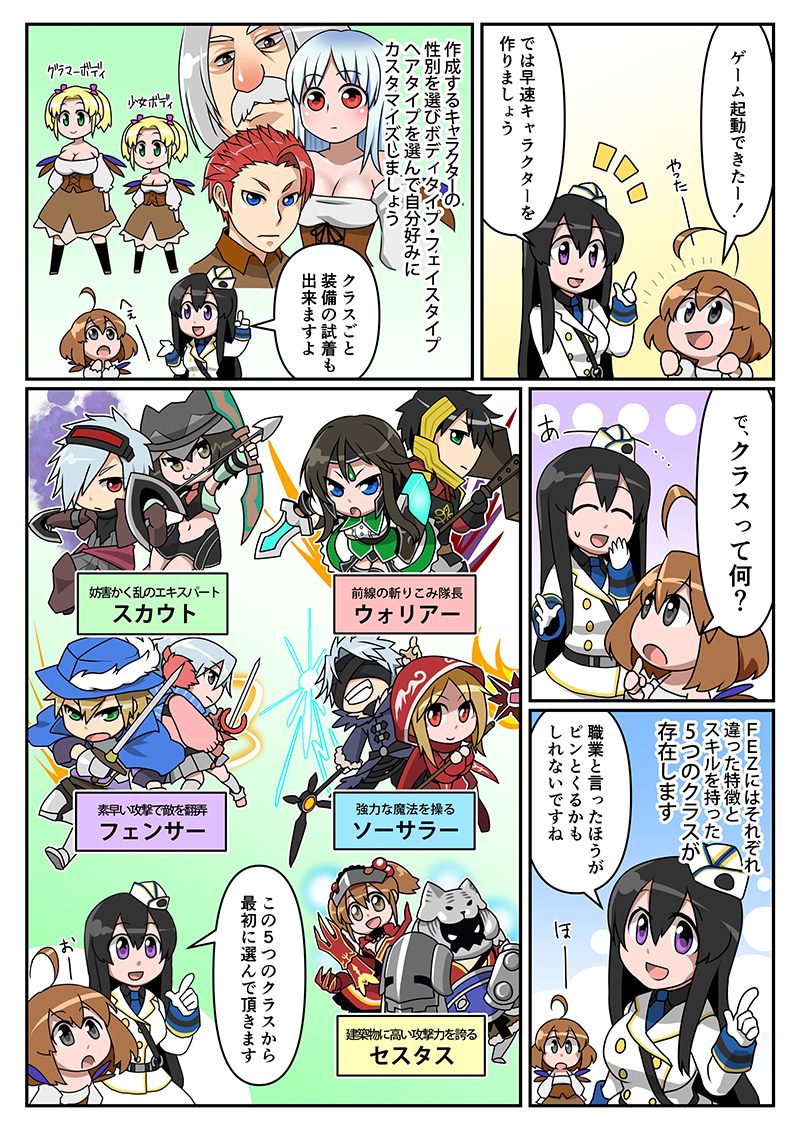 ゲーム起動できたー！
やったー
では早速キャラクターを
作りましょう
作成するキャラクターの
性別を選びボディタイプ・フェイスタイプ
ヘアタイプを選んで自分好みに
カスタマイズしましょう
グラマーボディ
少女ボディ
クラスごと
装備の試着も
出来ますよ
へぇー
で、クラスって何？
あ…
FEZにはそれぞれ
違った特徴と
スキルを持った
5つのクラスが
存在します
職業と言ったほうが
ピンとくるかも
しれないですね
ほー
前線の斬りこみ隊長
ウォリアー
妨害かく乱のエキスパート
スカウト
強力な魔法を操る
ソーサラー
素早い攻撃で敵を翻弄
フェンサー
建築物に高い攻撃力を誇る
セスタス
この5つのクラスから
最初に選んで頂きます
おー